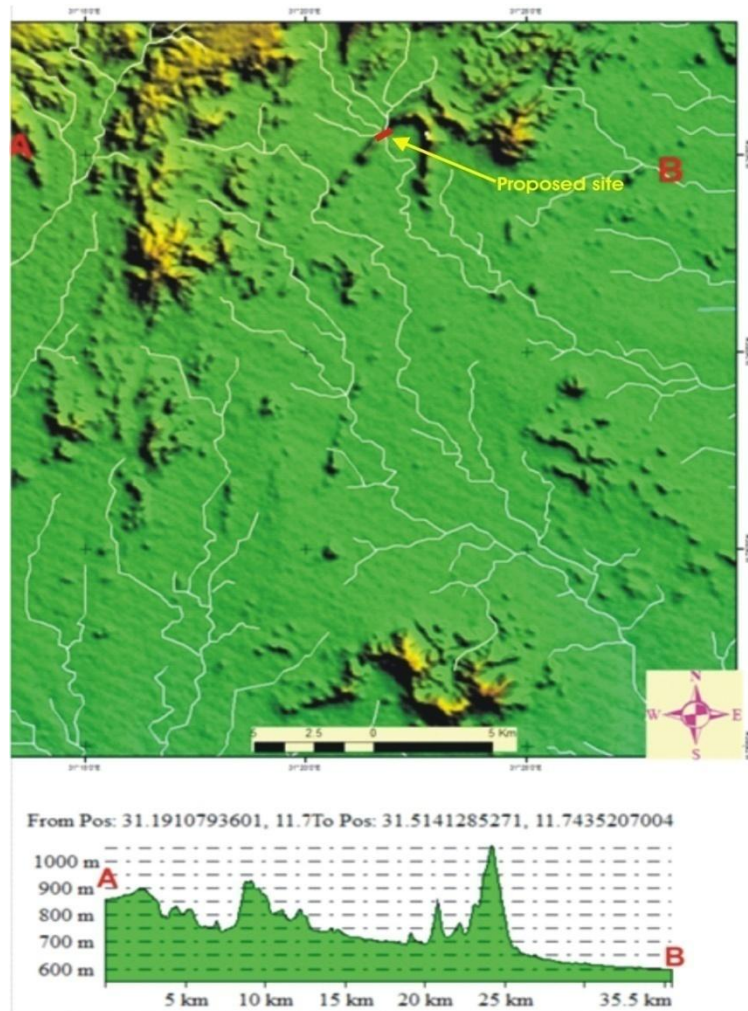 A
B
Proposed site
N
W E
S
5 2.5 0 5 Km
From Pos: 31.1910793601, 11.7To Pos: 31.5141285271, 11.7435207004
1000 m
A
900 m
800 m
700 m
B
600 m
5 km 10 km 15 km 20 km 25 km 35.5 km